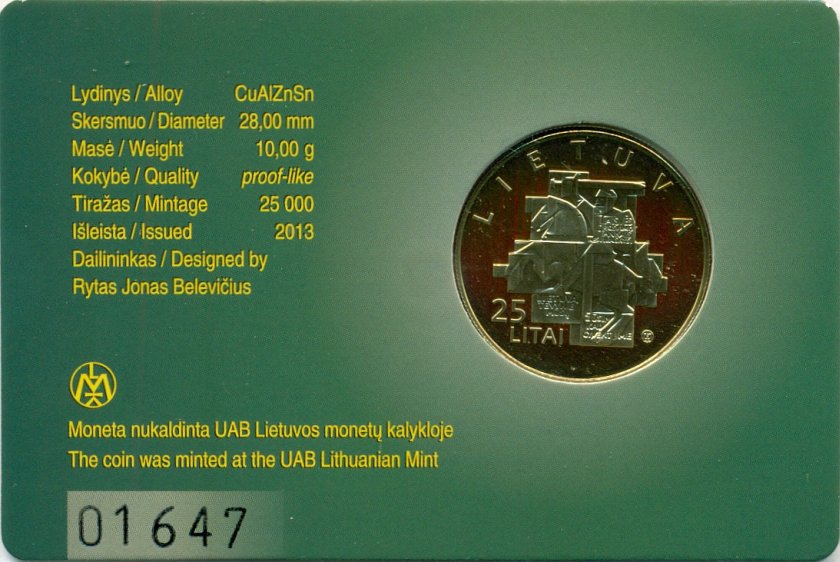 Lydinys / Alloy CuAlZnSn
Skersmuo / Diameter 28,00 mm
Masė / Weight 10,00 g
Kokybė / Quality proof-like
Tiražas / Mintage 25 000
Išleista / Issued 2013
Dailininkas / Designed by
Rytas Jonas Belevičius
LIETUVA
25
LITAI
LM
Moneta nukaldinta UAB Lietuvos monetų kalykloje
The coin was minted at the UAB Lithuanian Mint
01647